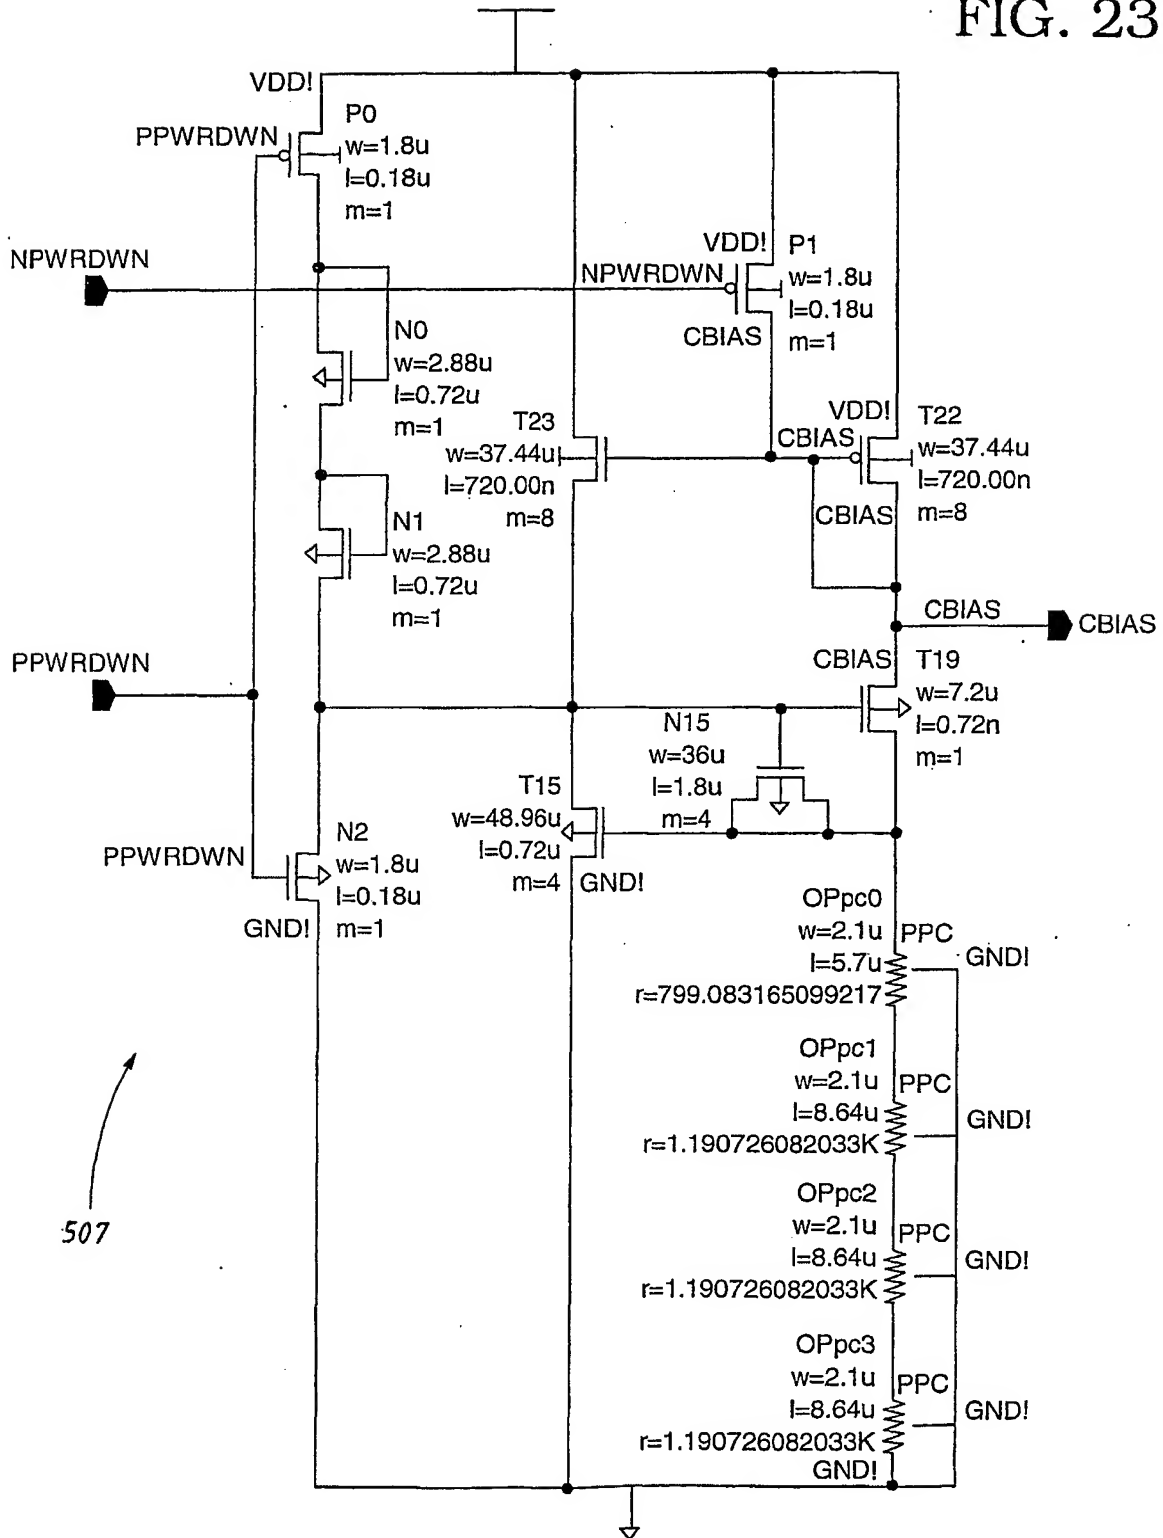 FIG. 23
VDD!
P0
PPWRDWN
w=1.8u
l=0.18u
m=1
NPWRDWN
VDD!
P1
NPWRDWN
w=1.8u
l=0.18u
CBIAS
m=1
N0
w=2.88u
l=0.72u
m=1
T23
w=37.44u
l=720.00n
m=8
VDD!
T22
CBIAS
w=37.44u
l=720.00n
CBIAS
m=8
N1
w=2.88u
l=0.72u
m=1
CBIAS
CBIAS
PPWRDWN
CBIAS
T19
w=7.2u
l=0.72n
m=1
N15
w=36u
l=1.8u
m=4
T15
w=48.96u
l=0.72u
m=4
GND!
N2
PPWRDWN
w=1.8u
l=0.18u
GND!
m=1
OPpc0
w=2.1u
PPC
l=5.7u
GND!
r=799.083165099217
OPpc1
w=2.1u
PPC
l=8.64u
GND!
r=1.190726082033K
OPpc2
w=2.1u
PPC
l=8.64u
GND!
r=1.190726082033K
OPpc3
w=2.1u
PPC
l=8.64u
GND!
r=1.190726082033K
GND!
507